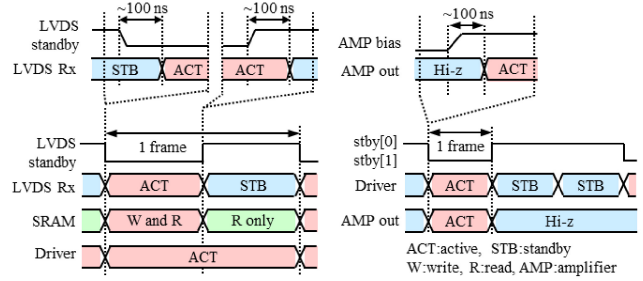 ~100 ns ~100 ns
LVDS standby
LVDS Rx STB ACT ACT
~100 ns
AMP bias
AMP out Hi-z ACT
LVDS standby 1 frame
LVDS Rx ACT STB
SRAM W and R R only
Driver ACT
stby[0] stby[1] 1 frame
Driver ACT STB STB
AMP out ACT Hi-z
ACT:active, STB:standby
W:write, R:read, AMP:amplifier